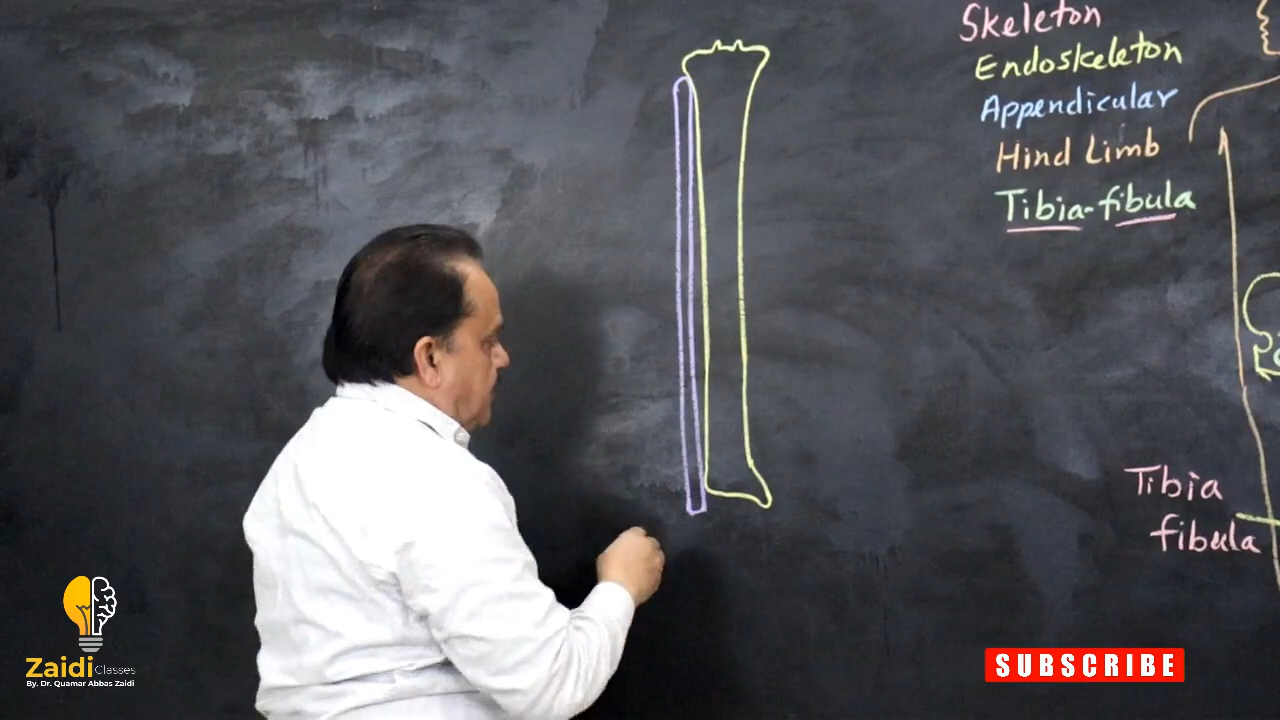 Skeleton
Endoskeleton
Appendicular
Hind Limb
Tibia-fibula
Tibia
fibula
Zaidi Classes
By. Dr. Quamar Abbas Zaidi
SUBSCRIBE